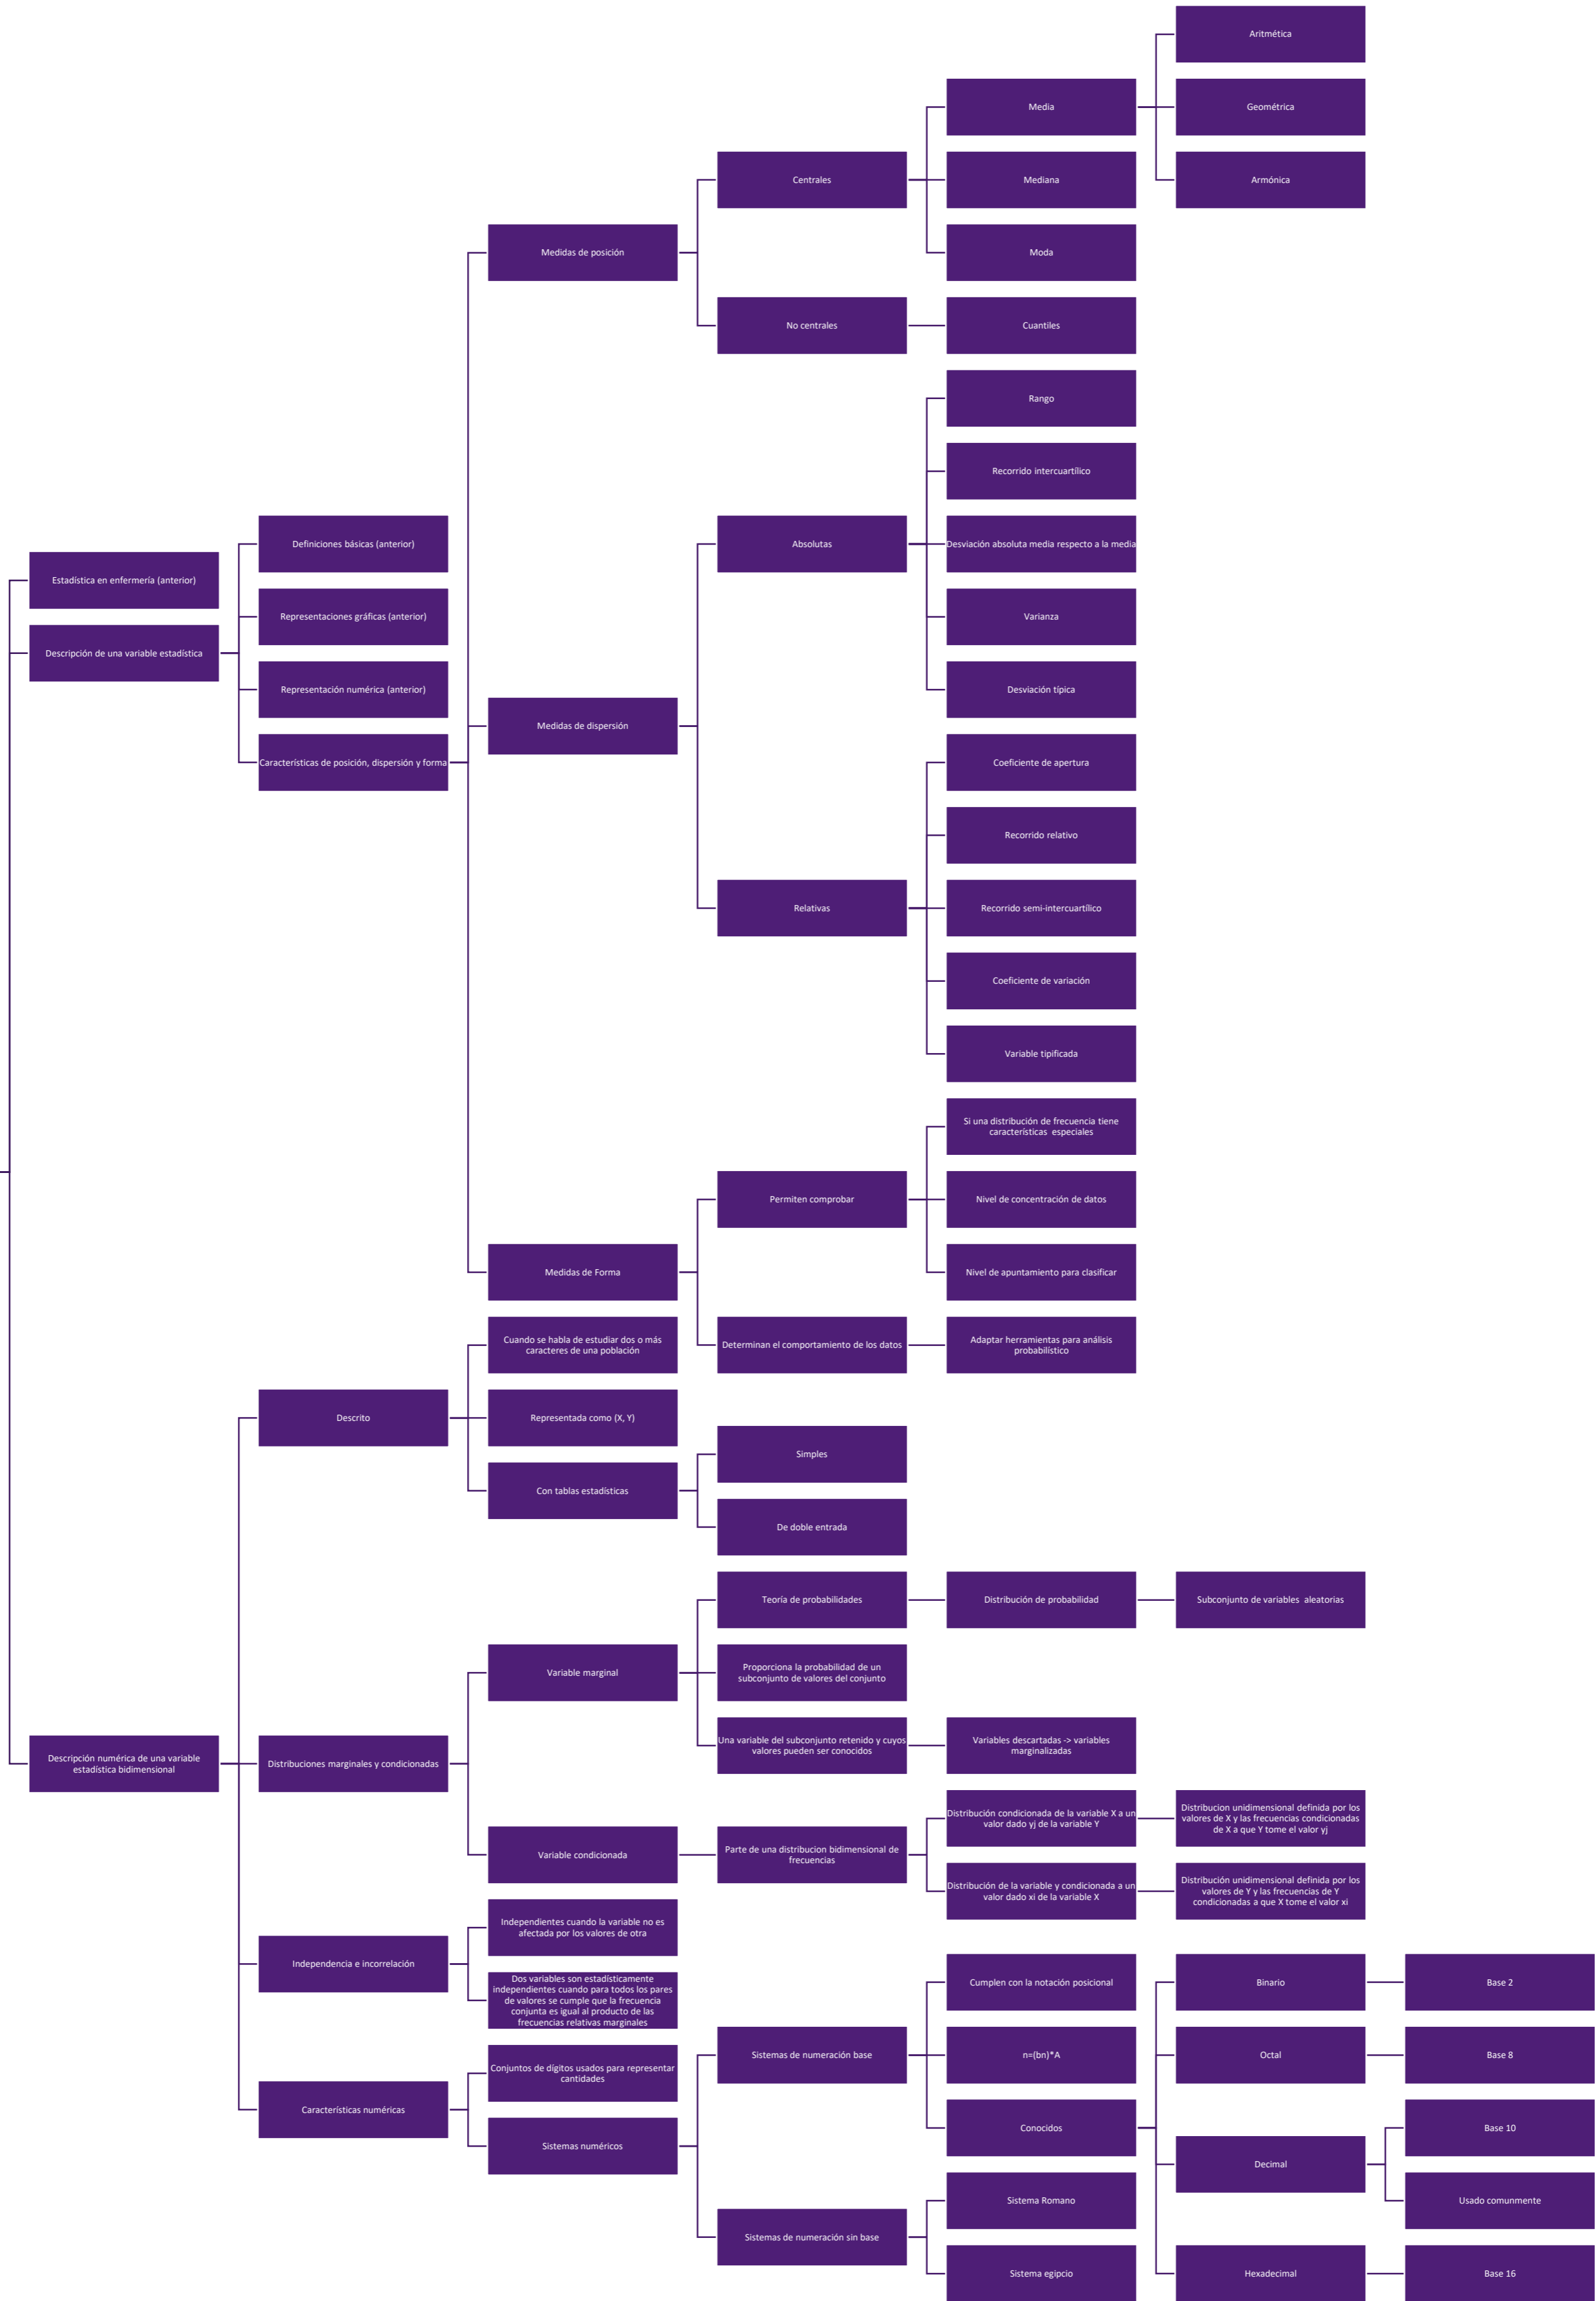 Estadística en enfermería (anterior)
Descripción de una variable estadística
Definiciones básicas (anterior)
Representaciones gráficas (anterior)
Representación numérica (anterior)
Características de posición, dispersión y forma
Medidas de posición
Centrales
Media
Aritmética
Geométrica
Armónica
Mediana
Moda
No centrales
Cuantiles
Medidas de dispersión
Absolutas
Rango
Recorrido intercuartílico
Desviación absoluta media respecto a la media
Varianza
Desviación típica
Relativas
Coeficiente de apertura
Recorrido relativo
Recorrido semi-intercuartílico
Coeficiente de variación
Variable tipificada
Medidas de Forma
Permiten comprobar
Si una distribución de frecuencia tiene
características especiales
Nivel de concentración de datos
Nivel de apuntamiento para clasificar
Determinan el comportamiento de los datos
Adaptar herramientas para análisis
probabilístico
Descripción numérica de una variable
estadística bidimensional
Descrito
Cuando se habla de estudiar dos o más
caracteres de una población
Representada como (X, Y)
Con tablas estadísticas
Simples
De doble entrada
Distribuciones marginales y condicionadas
Variable marginal
Teoría de probabilidades
Distribución de probabilidad
Subconjunto de variables aleatorias
Proporciona la probabilidad de un
subconjunto de valores del conjunto
Una variable del subconjunto retenido y cuyos
valores pueden ser conocidos
Variables descartadas -> variables
marginalizadas
Variable condicionada
Parte de una distribucion bidimensional de
frecuencias
Distribución condicionada de la variable X a un
valor dado yj de la variable Y
Distribucion unidimensional definida por los
valores de X y las frecuencias condicionadas
de X a que Y tome el valor yj
Distribución de la variable y condicionada a un
valor dado xi de la variable X
Distribución unidimensional definida por los
valores de Y y las frecuencias de Y
condicionadas a que X tome el valor xi
Independencia e incorrelación
Independientes cuando la variable no es
afectada por los valores de otra
Dos variables son estadísticamente
independientes cuando para todos los pares
de valores se cumple que la frecuencia
conjunta es igual al producto de las
frecuencias relativas marginales
Características numéricas
Conjuntos de dígitos usados para representar
cantidades
Sistemas numéricos
Sistemas de numeración base
Cumplen con la notación posicional
n=(bn)*A
Conocidos
Binario
Base 2
Octal
Base 8
Decimal
Base 10
Usado comunmente
Hexadecimal
Base 16
Sistemas de numeración sin base
Sistema Romano
Sistema egipcio